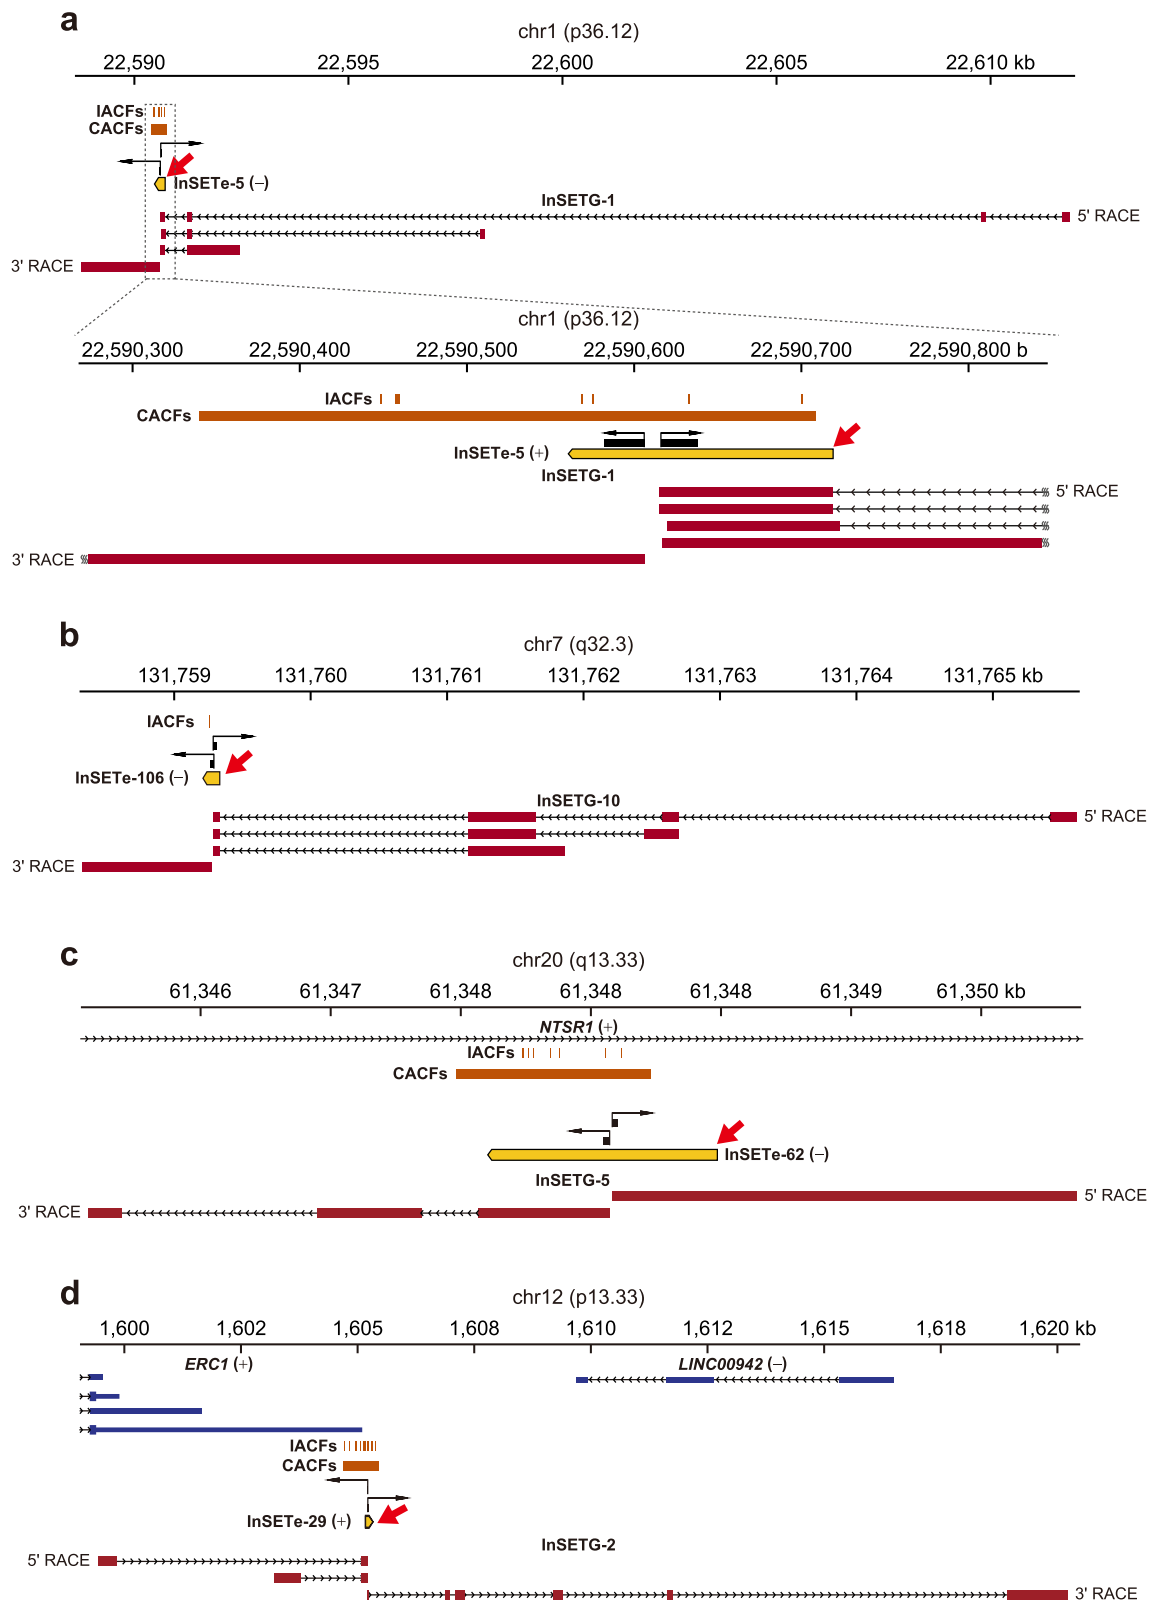 a
chr1 (p36.12)
22,590 22,595 22,600 22,605 22,610 kb
IACFs
CACFs
InSETe-5 (−)
InSETG-1
5' RACE
3' RACE
chr1 (p36.12)
22,590,300 22,590,400 22,590,500 22,590,600 22,590,700 22,590,800 b
IACFs
CACFs
InSETe-5 (+)
InSETG-1
5' RACE
3' RACE
b
chr7 (q32.3)
131,759 131,760 131,761 131,762 131,763 131,764 131,765 kb
IACFs
InSETe-106 (−)
InSETG-10
5' RACE
3' RACE
c
chr20 (q13.33)
61,346 61,347 61,348 61,348 61,348 61,349 61,350 kb
NTSR1 (+)
IACFs
CACFs
InSETe-62 (−)
InSETG-5
5' RACE
3' RACE
d
chr12 (p13.33)
1,600 1,602 1,605 1,608 1,610 1,612 1,615 1,618 1,620 kb
ERC1 (+) LINC00942 (−)
IACFs
CACFs
InSETe-29 (+)
InSETG-2
5' RACE
3' RACE